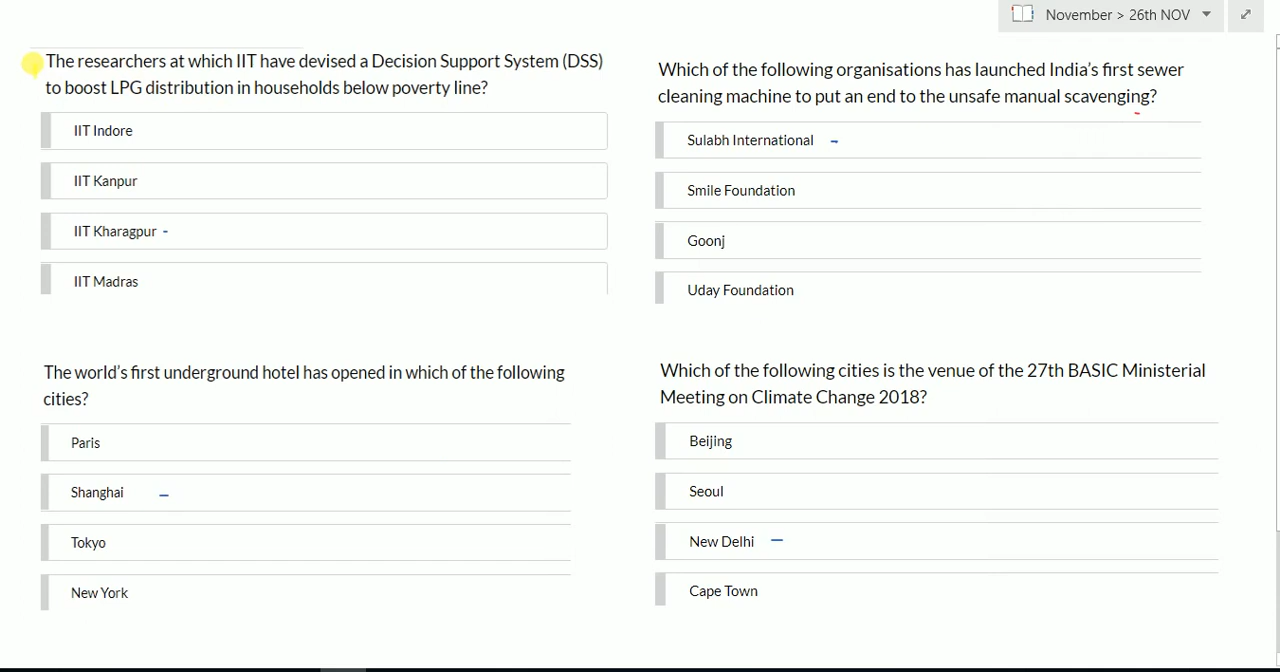 November > 26th NOV
The researchers at which IIT have devised a Decision Support System (DSS)
to boost LPG distribution in households below poverty line?
IIT Indore
IIT Kanpur
IIT Kharagpur -
IIT Madras
Which of the following organisations has launched India's first sewer
cleaning machine to put an end to the unsafe manual scavenging?
Sulabh International -
Smile Foundation
Goonj
Uday Foundation
The world's first underground hotel has opened in which of the following
cities?
Paris
Shanghai -
Tokyo
New York
Which of the following cities is the venue of the 27th BASIC Ministerial
Meeting on Climate Change 2018?
Beijing
Seoul
New Delhi -
Cape Town